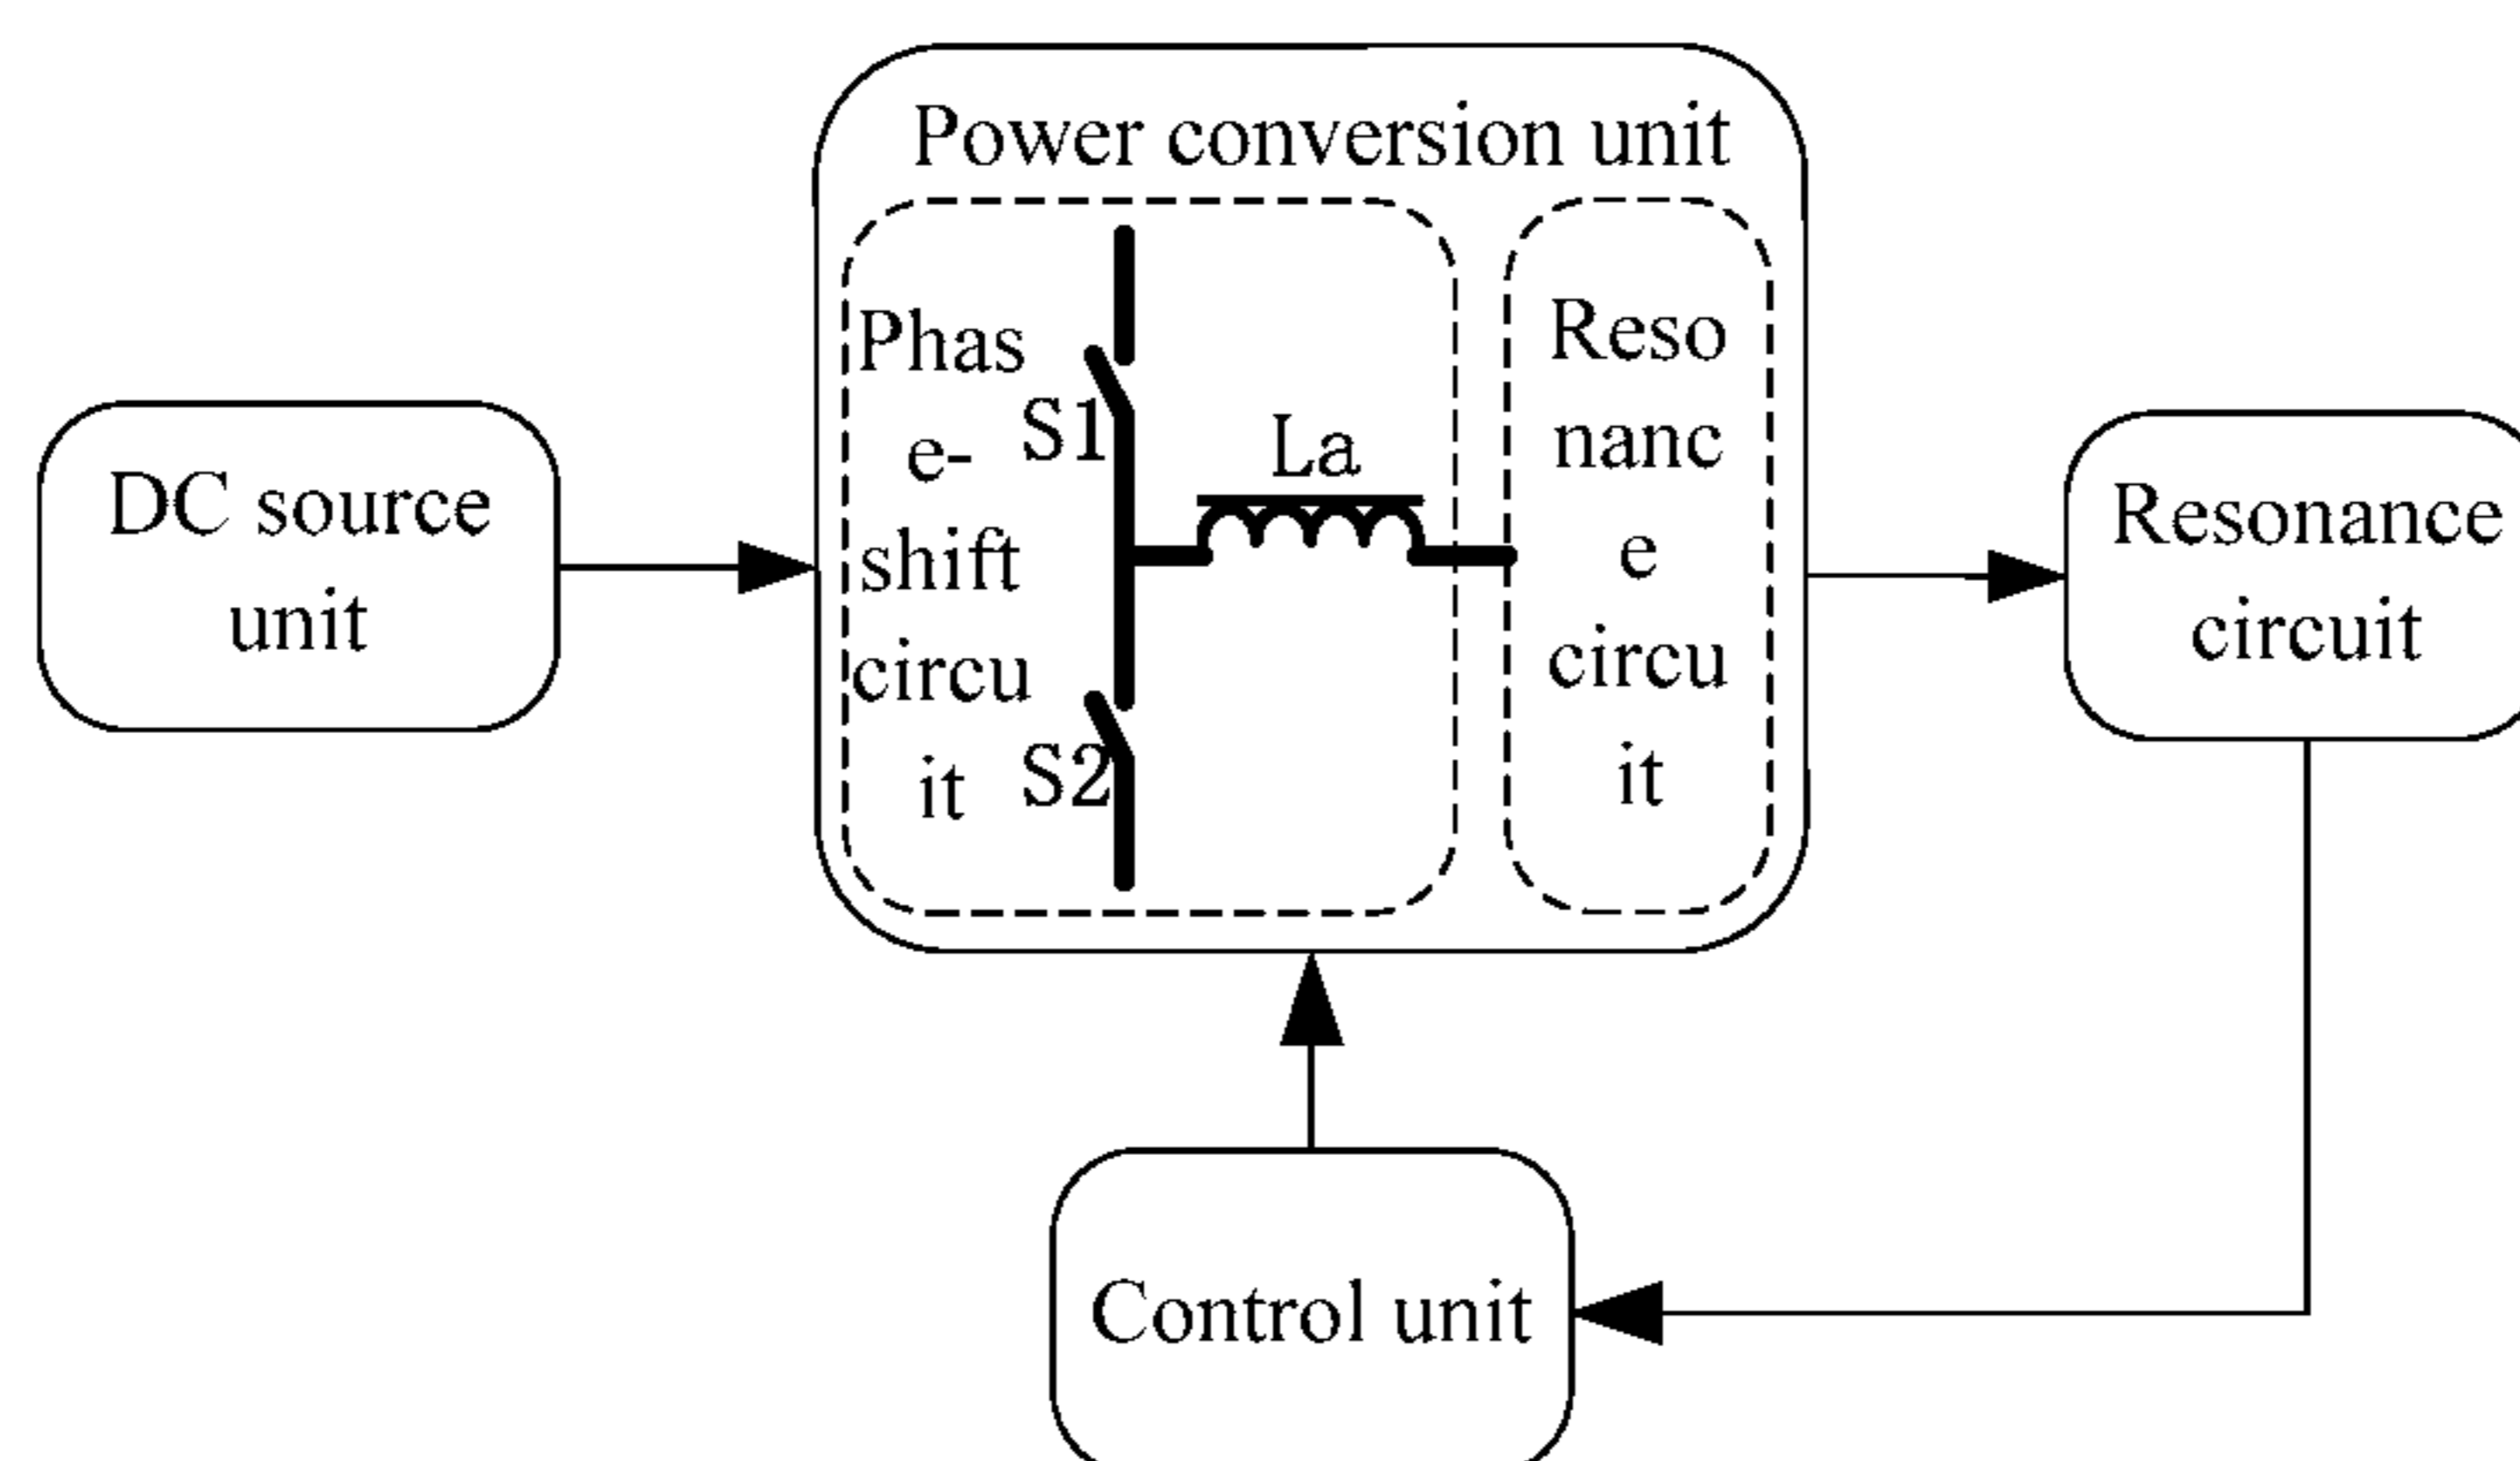 Power conversion unit
Phas
e-
shift
circu
it
S1
S2
La
Reso
nanc
e
circu
it
DC source
unit
Resonance
circuit
Control unit